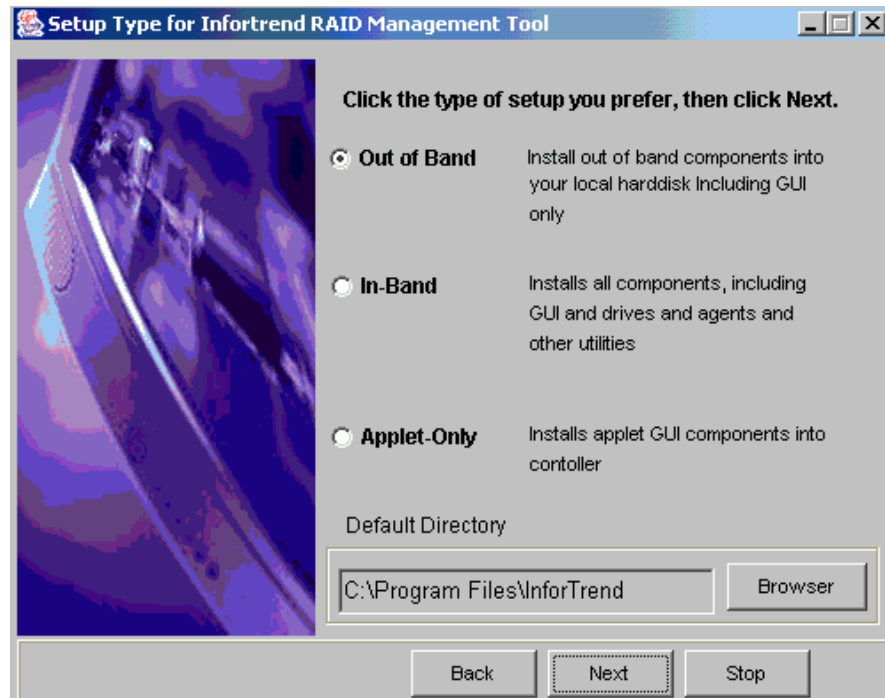 Setup Type for Infortrend RAID Management Tool
Click the type of setup you prefer, then click Next.
Out of Band
Install out of band components into
your local harddisk Including GUI
only
In-Band
Installs all components, including
GUI and drives and agents and
other utilities
Applet-Only
Installs applet GUI components into
contoller
Default Directory
C:\Program Files\InforTrend
Browser
Back
Next
Stop